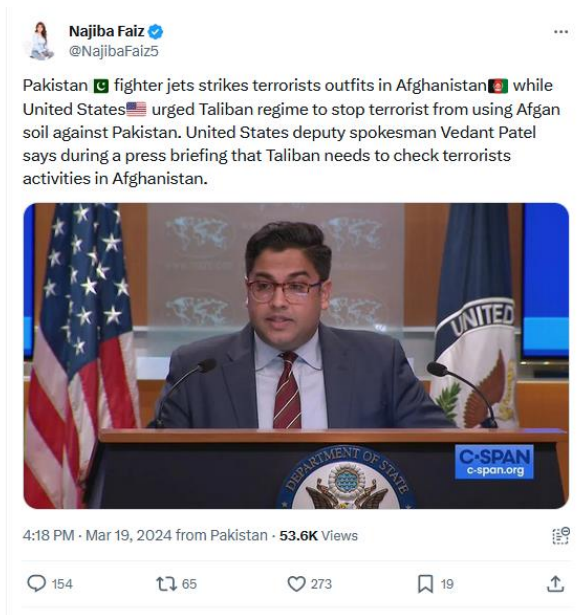 Najiba Faiz
@NajibaFaiz5
Pakistan 🇵🇰 fighter jets strikes terrorists outfits in Afghanistan🇦🇫 while
United States🇺🇸 urged Taliban regime to stop terrorist from using Afgan
soil against Pakistan. United States deputy spokesman Vedant Patel
says during a press briefing that Taliban needs to check terrorists
activities in Afghanistan.
UNITED
DEPARTMENT OF STATE
C-SPAN
c-span.org
4:18 PM · Mar 19, 2024 from Pakistan · 53.6K Views
154 65 273 19